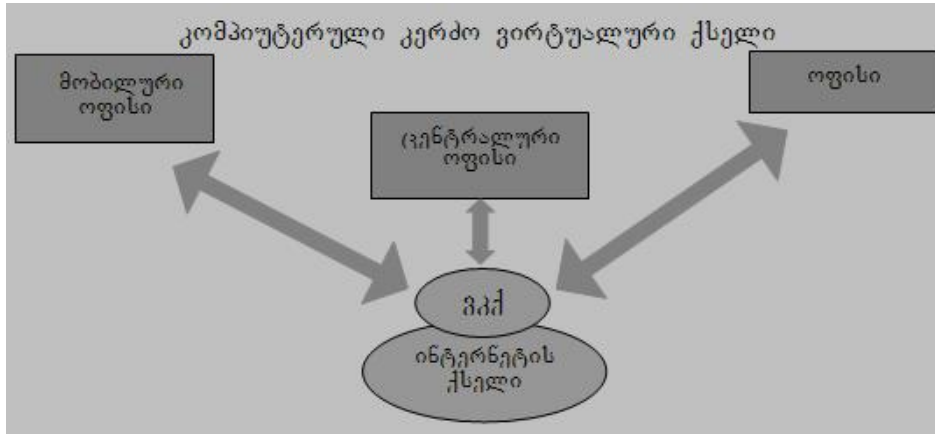 კომპიუტერული კერძო ვირტუალური ქსელი
მობილური
ოფისი
ოფისი
ცენტრალური
ოფისი
ვკქ
ინტერნეტის
ქსელი